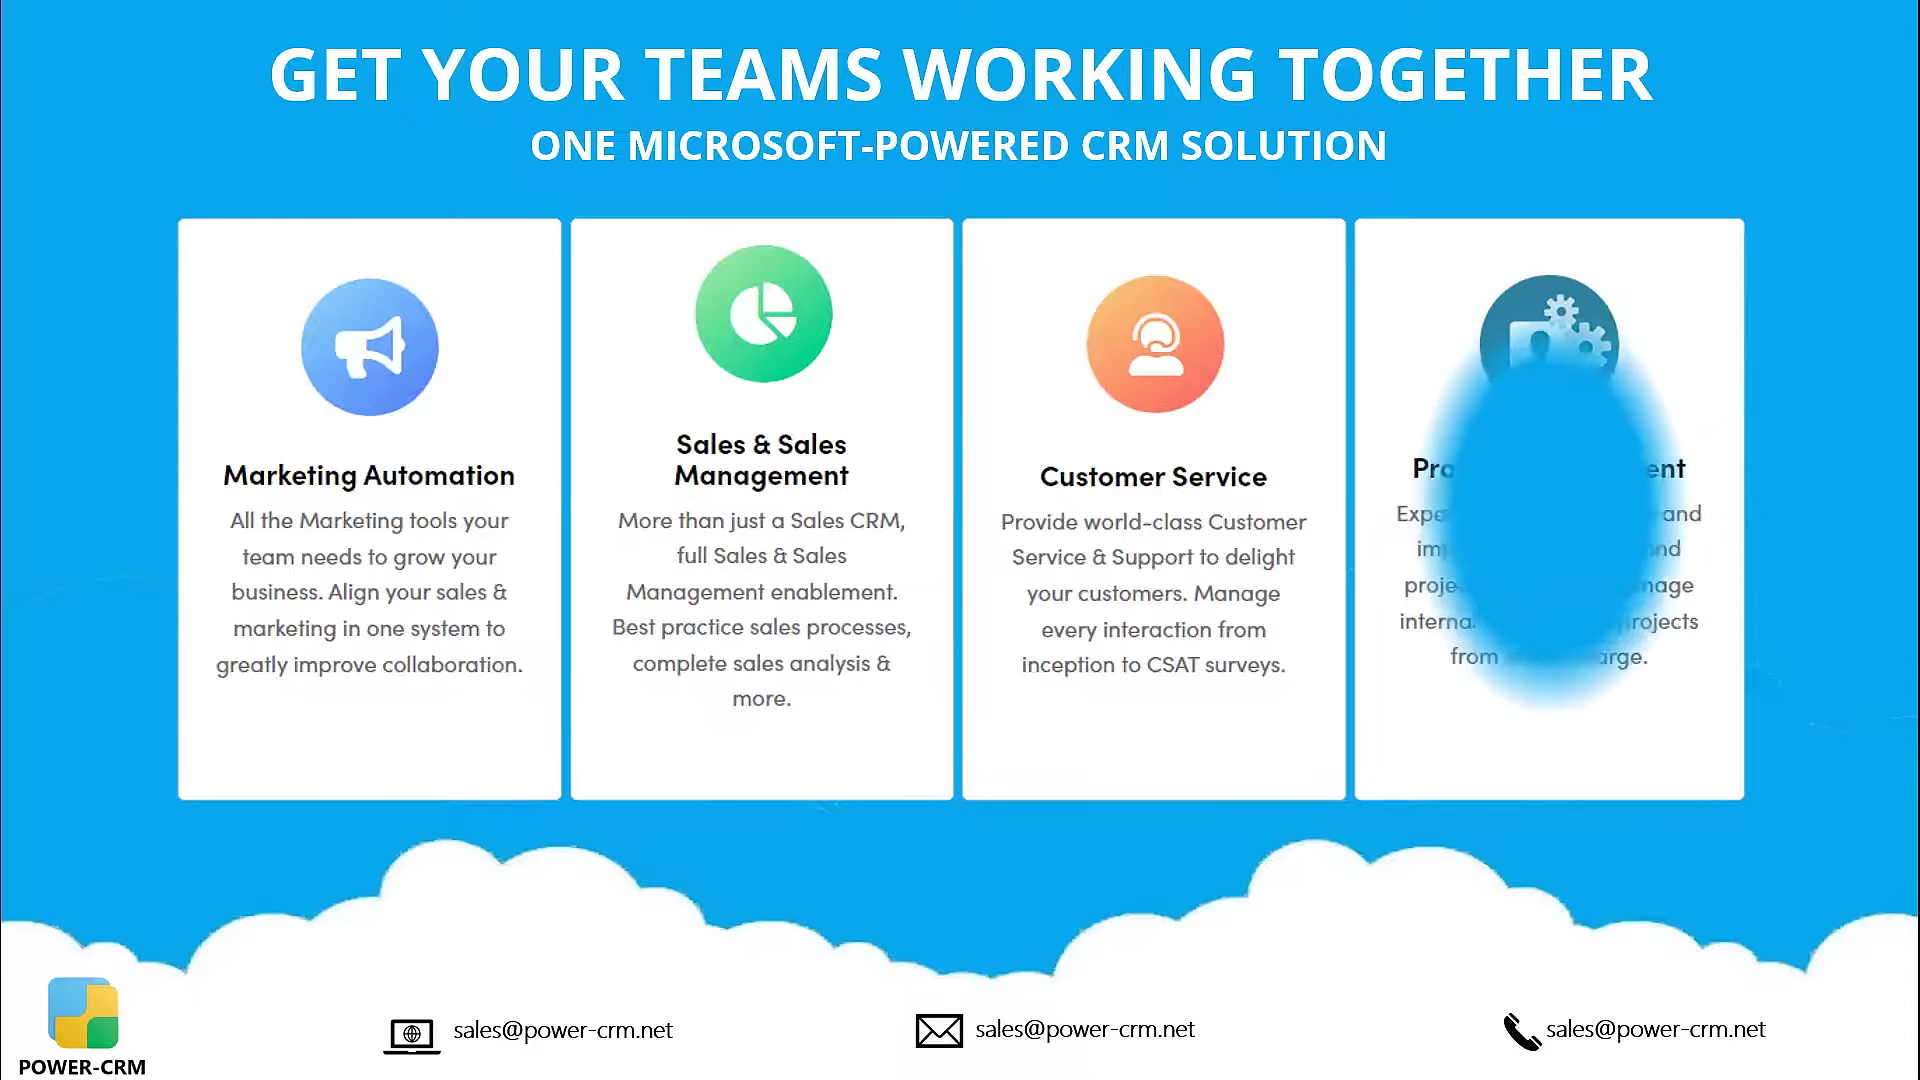 GET YOUR TEAMS WORKING TOGETHER
ONE MICROSOFT-POWERED CRM SOLUTION
Marketing Automation
All the Marketing tools your
team needs to grow your
business. Align your sales &
marketing in one system to
greatly improve collaboration.
Sales & Sales
Management
More than just a Sales CRM,
full Sales & Sales
Management enablement.
Best practice sales processes,
complete sales analysis &
more.
Customer Service
Provide world-class Customer
Service & Support to delight
your customers. Manage
every interaction from
inception to CSAT surveys.
and
projects
from
POWER-CRM
sales@power-crm.net
sales@power-crm.net
sales@power-crm.net